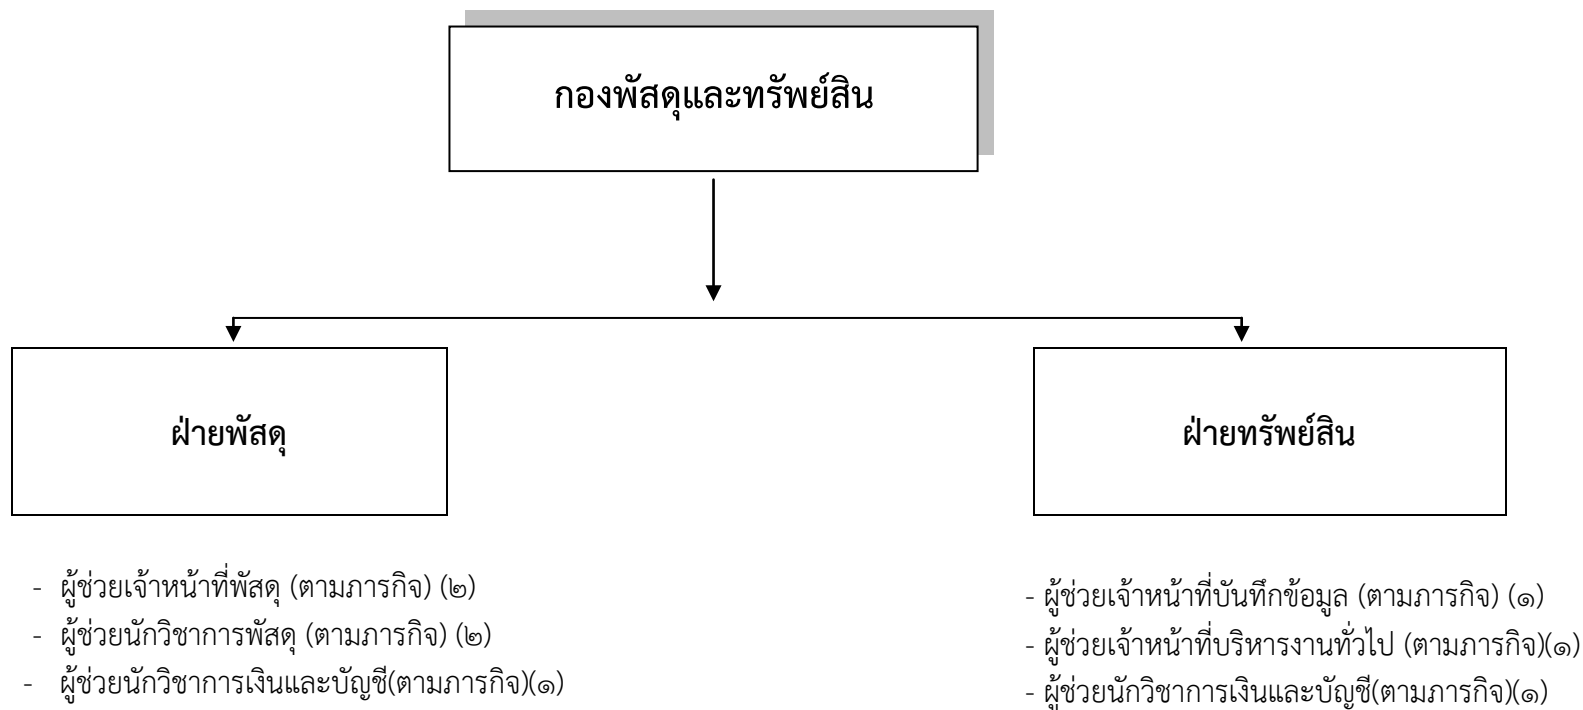 กองพัสดุและทรัพย์สิน
ฝ่ายพัสดุ
ฝ่ายทรัพย์สิน
- ผู้ช่วยเจ้าหน้าที่พัสดุ (ตามภารกิจ) (๒)
- ผู้ช่วยนักวิชาการพัสดุ (ตามภารกิจ) (๒)
- ผู้ช่วยนักวิชาการเงินและบัญชี(ตามภารกิจ)(๑)
- ผู้ช่วยเจ้าหน้าที่บันทึกข้อมูล (ตามภารกิจ) (๑)
- ผู้ช่วยเจ้าหน้าที่บริหารงานทั่วไป (ตามภารกิจ)(๑)
- ผู้ช่วยนักวิชาการเงินและบัญชี(ตามภารกิจ)(๑)